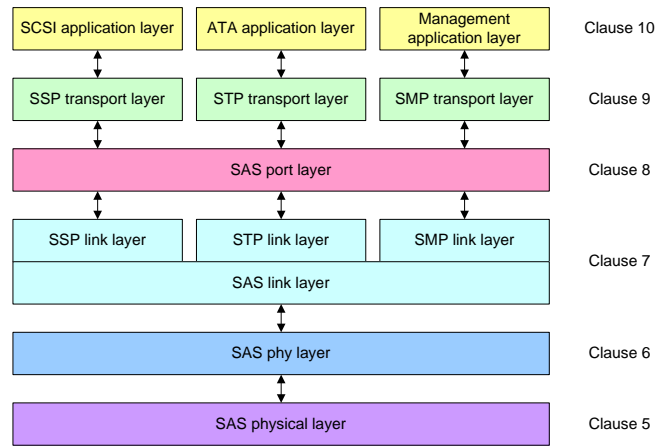 SCSI application layer
ATA application layer
Management
application layer
Clause 10
SSP transport layer
STP transport layer
SMP transport layer
Clause 9
SAS port layer
Clause 8
SSP link layer
STP link layer
SMP link layer
Clause 7
SAS link layer
SAS phy layer
Clause 6
SAS physical layer
Clause 5